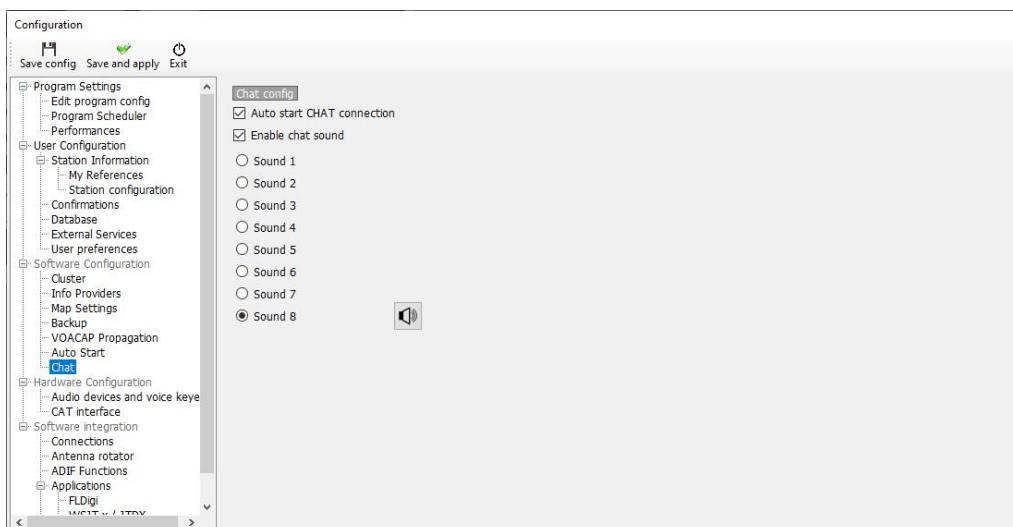 Configuration
Save config Save and apply Exit
Program Settings
Edit program config
Program Scheduler
Performances
User Configuration
Station Information
My References
Station configuration
Confirmations
Database
External Services
User preferences
Software Configuration
Cluster
Info Providers
Map Settings
Backup
VOACAP Propagation
Auto Start
Chat
Hardware Configuration
Audio devices and voice keye
CAT interface
Software integration
Connections
Antenna rotator
ADIF Functions
Applications
FLDigi
WSJT-x / JTDX
Chat config
Auto start CHAT connection
Enable chat sound
Sound 1
Sound 2
Sound 3
Sound 4
Sound 5
Sound 6
Sound 7
Sound 8